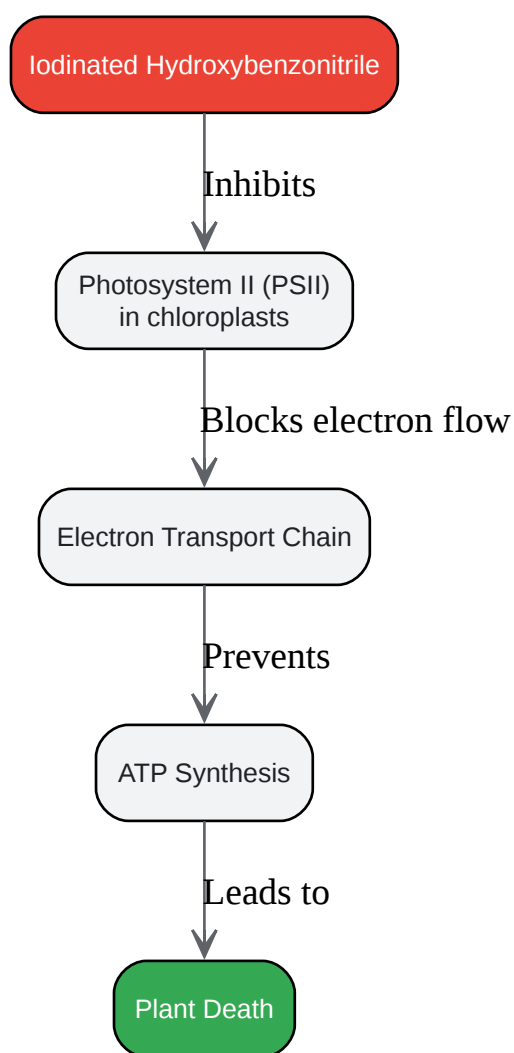 Iodinated Hydroxybenzonitrile
Inhibits
Photosystem II (PSII)
in chloroplasts
Blocks electron flow
Electron Transport Chain
Prevents
ATP Synthesis
Leads to
Plant Death